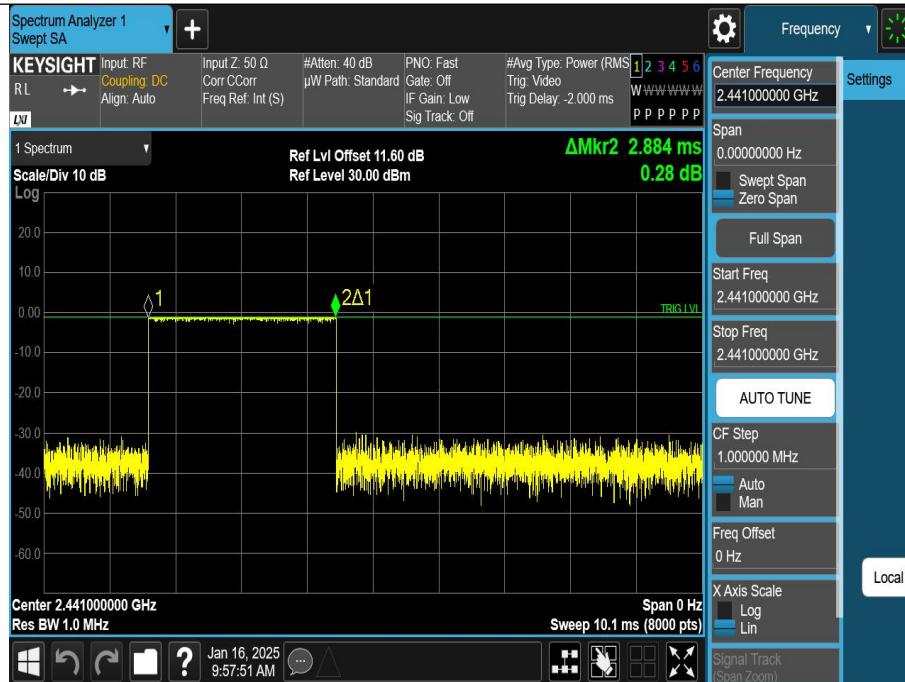 Spectrum Analyzer 1
Swept SA
+
Frequency
KEYSIGHT
RL
LXI
Input: RF
Coupling: DC
Align: Auto
Input Z: 50 Ω
Corr CCorr
Freq Ref: Int (S)
#Atten: 40 dB
µW Path: Standard
PNO: Fast
Gate: Off
IF Gain: Low
Sig Track: Off
#Avg Type: Power (RMS
Trig: Video
Trig Delay: -2.000 ms
1 2 3 4 5 6
W W W W W W
P P P P P P
1 Spectrum
Scale/Div 10 dB
Log
Ref Lvl Offset 11.60 dB
Ref Level 30.00 dBm
ΔMkr2 2.884 ms
0.28 dB
20.0
10.0
0.00
-10.0
-20.0
-30.0
-40.0
-50.0
-60.0
1
2Δ1
TRIG LVL
Center 2.441000000 GHz
Res BW 1.0 MHz
Span 0 Hz
Sweep 10.1 ms (8000 pts)
?
Jan 16, 2025
9:57:51 AM
Center Frequency
2.441000000 GHz
Span
0.00000000 Hz
Swept Span
Zero Span
Full Span
Start Freq
2.441000000 GHz
Stop Freq
2.441000000 GHz
AUTO TUNE
CF Step
1.000000 MHz
Auto
Man
Freq Offset
0 Hz
X Axis Scale
Log
Lin
Signal Track
(Span Zoom)
Settings
Local